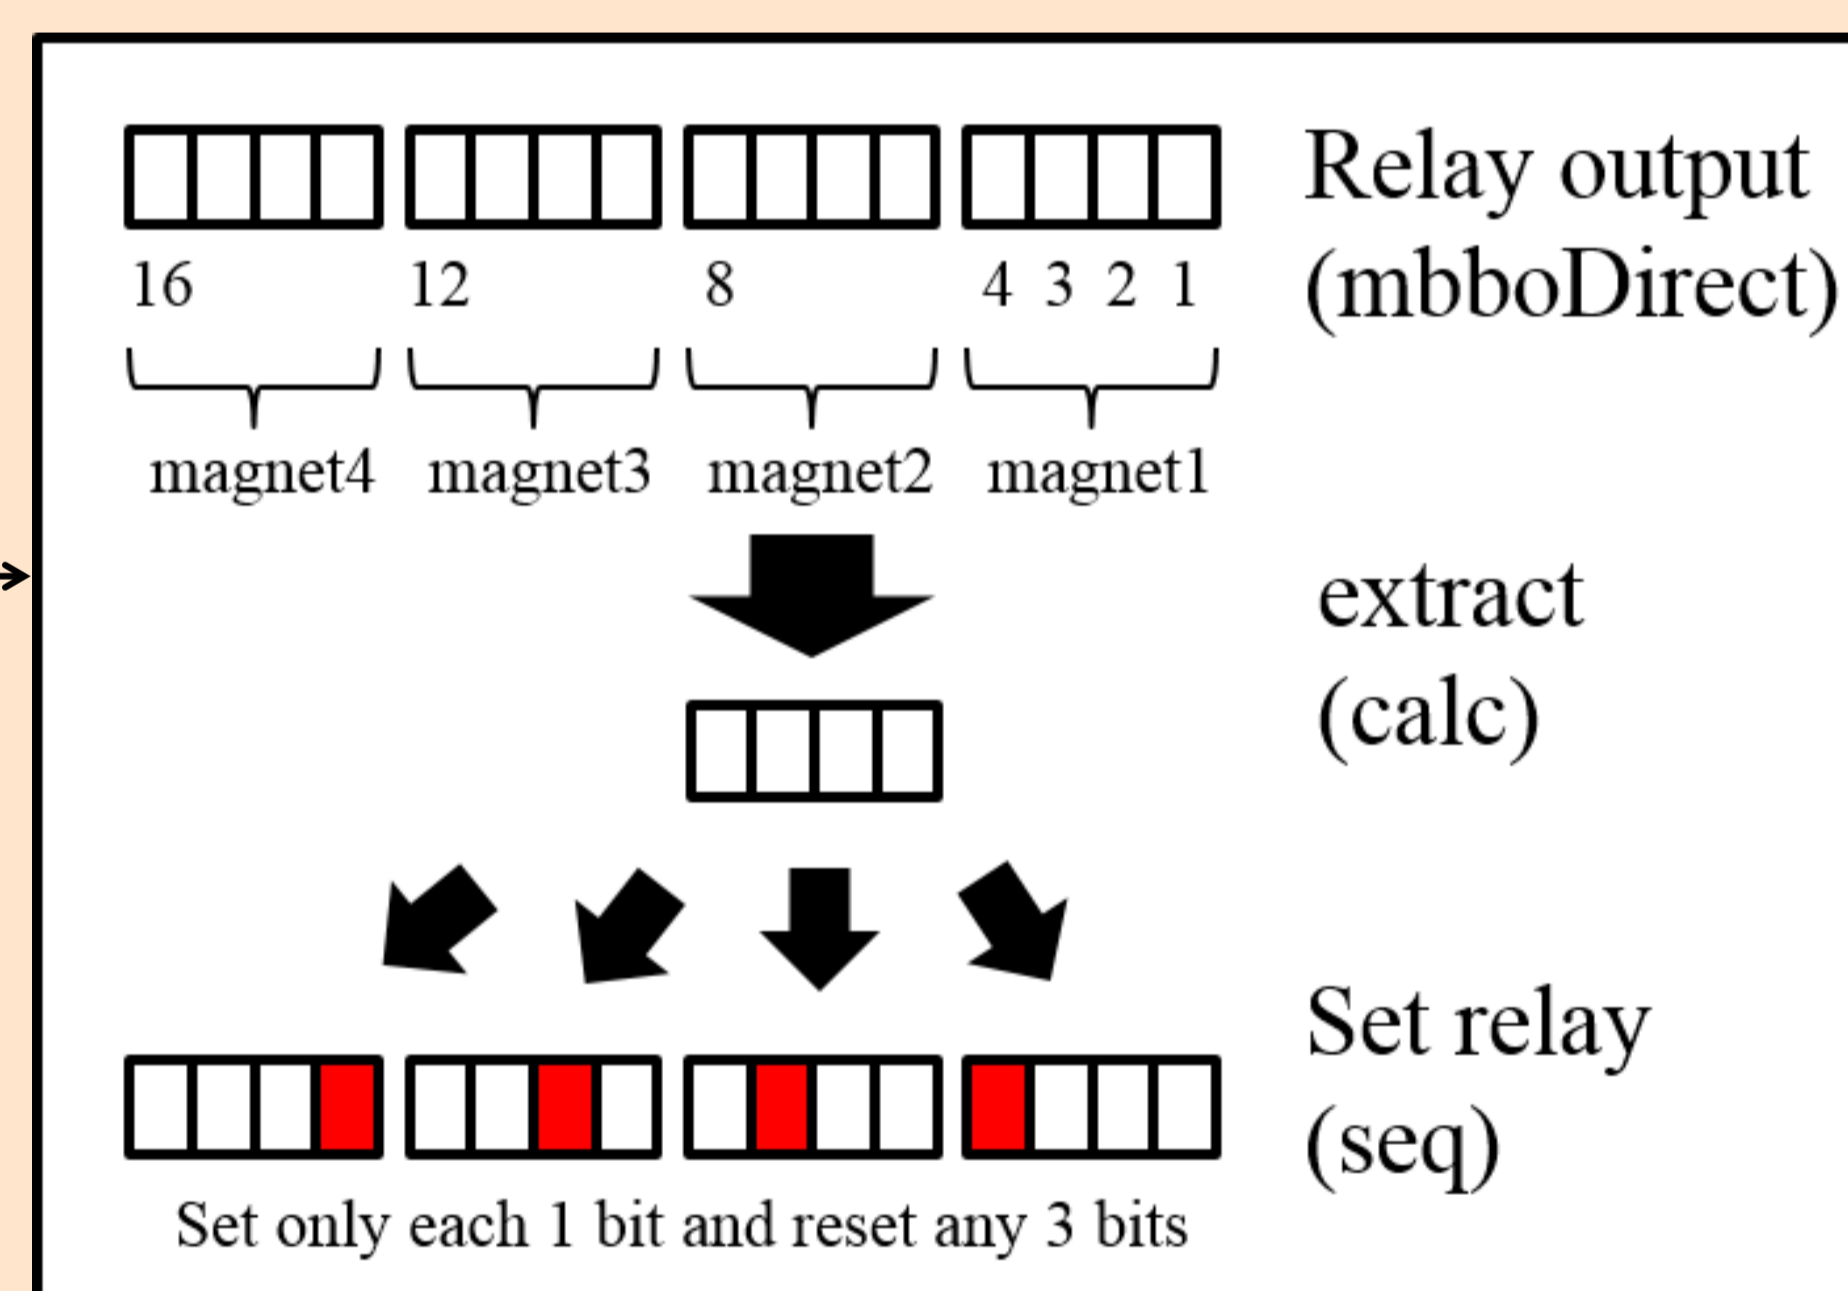 Relay output
(mbboDirect)
16 12 8 4 3 2 1
magnet4 magnet3 magnet2 magnet1
extract
(calc)
Set relay
(seq)
Set only each 1 bit and reset any 3 bits